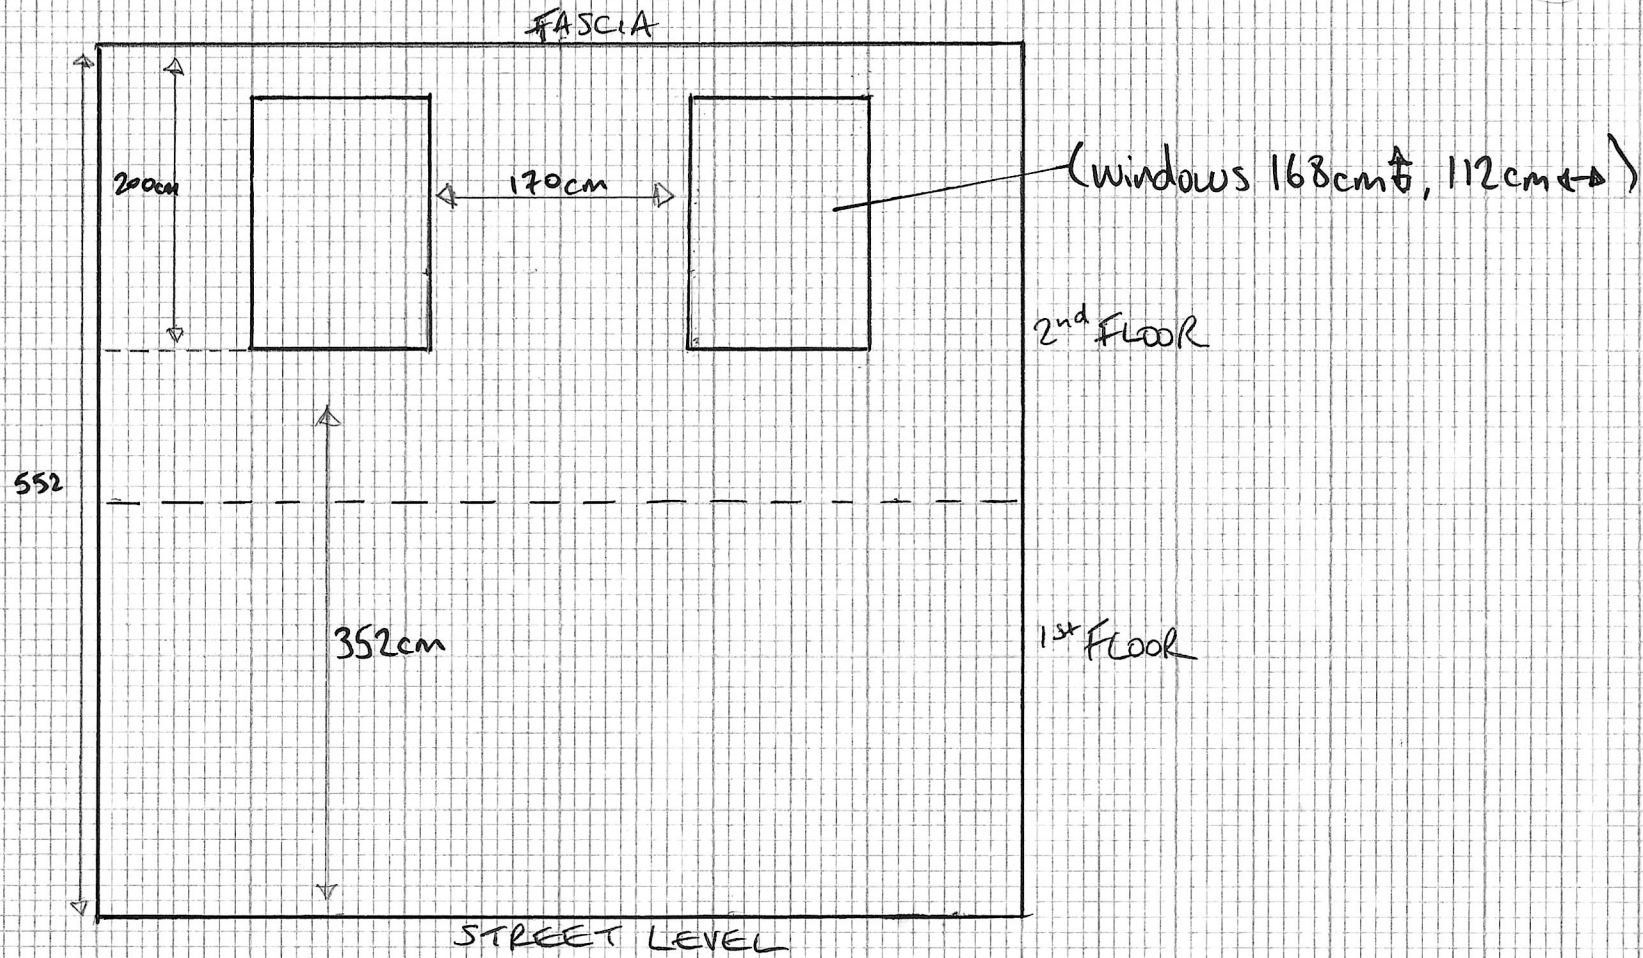 FASCIA
200cm
170cm
(windows 168cm↕, 112cm↔)
2nd FLOOR
552
352cm
1st FLOOR
STREET LEVEL